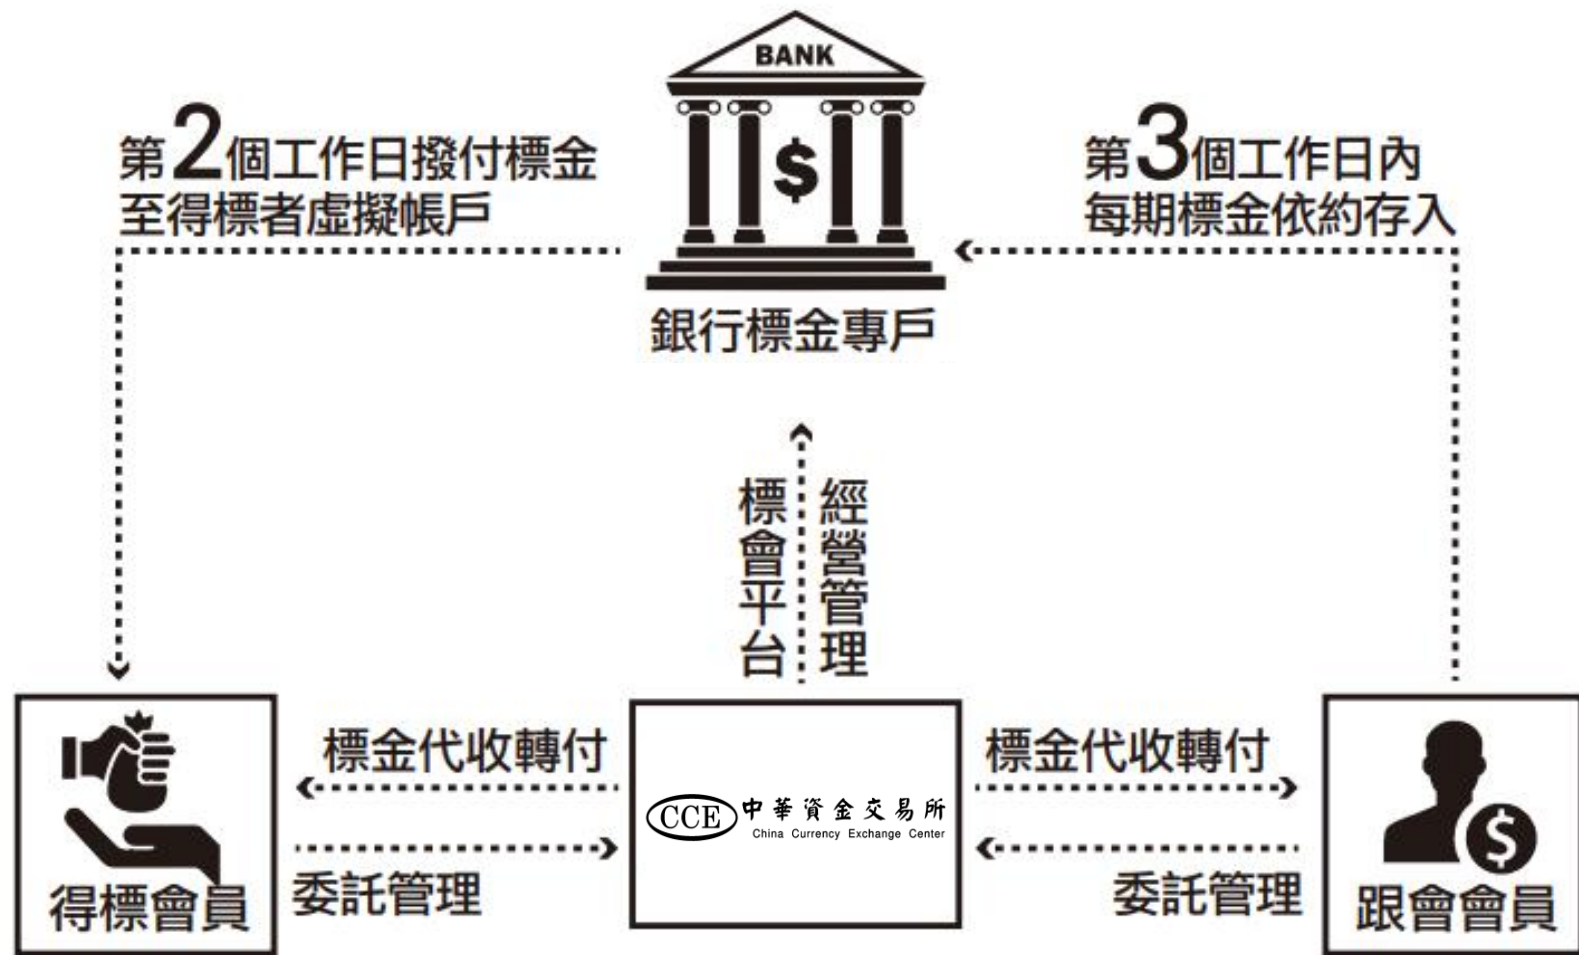 BANK
$
第2個工作日撥付標金
至得標者虛擬帳戶
第3個工作日內
每期標金依約存入
銀行標金專戶
標會平台
經營管理
標金代收轉付
委託管理
得標會員
CCE 中華資金交易所
China Currency Exchange Center
標金代收轉付
委託管理
$
跟會會員